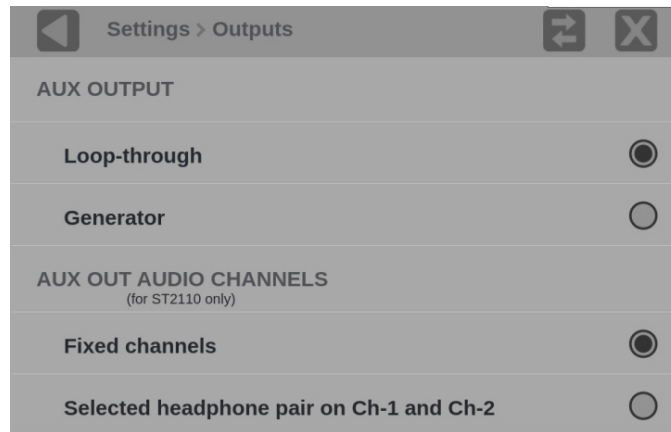 Settings > Outputs
AUX OUTPUT
Loop-through
Generator
AUX OUT AUDIO CHANNELS
(for ST2110 only)
Fixed channels
Selected headphone pair on Ch-1 and Ch-2